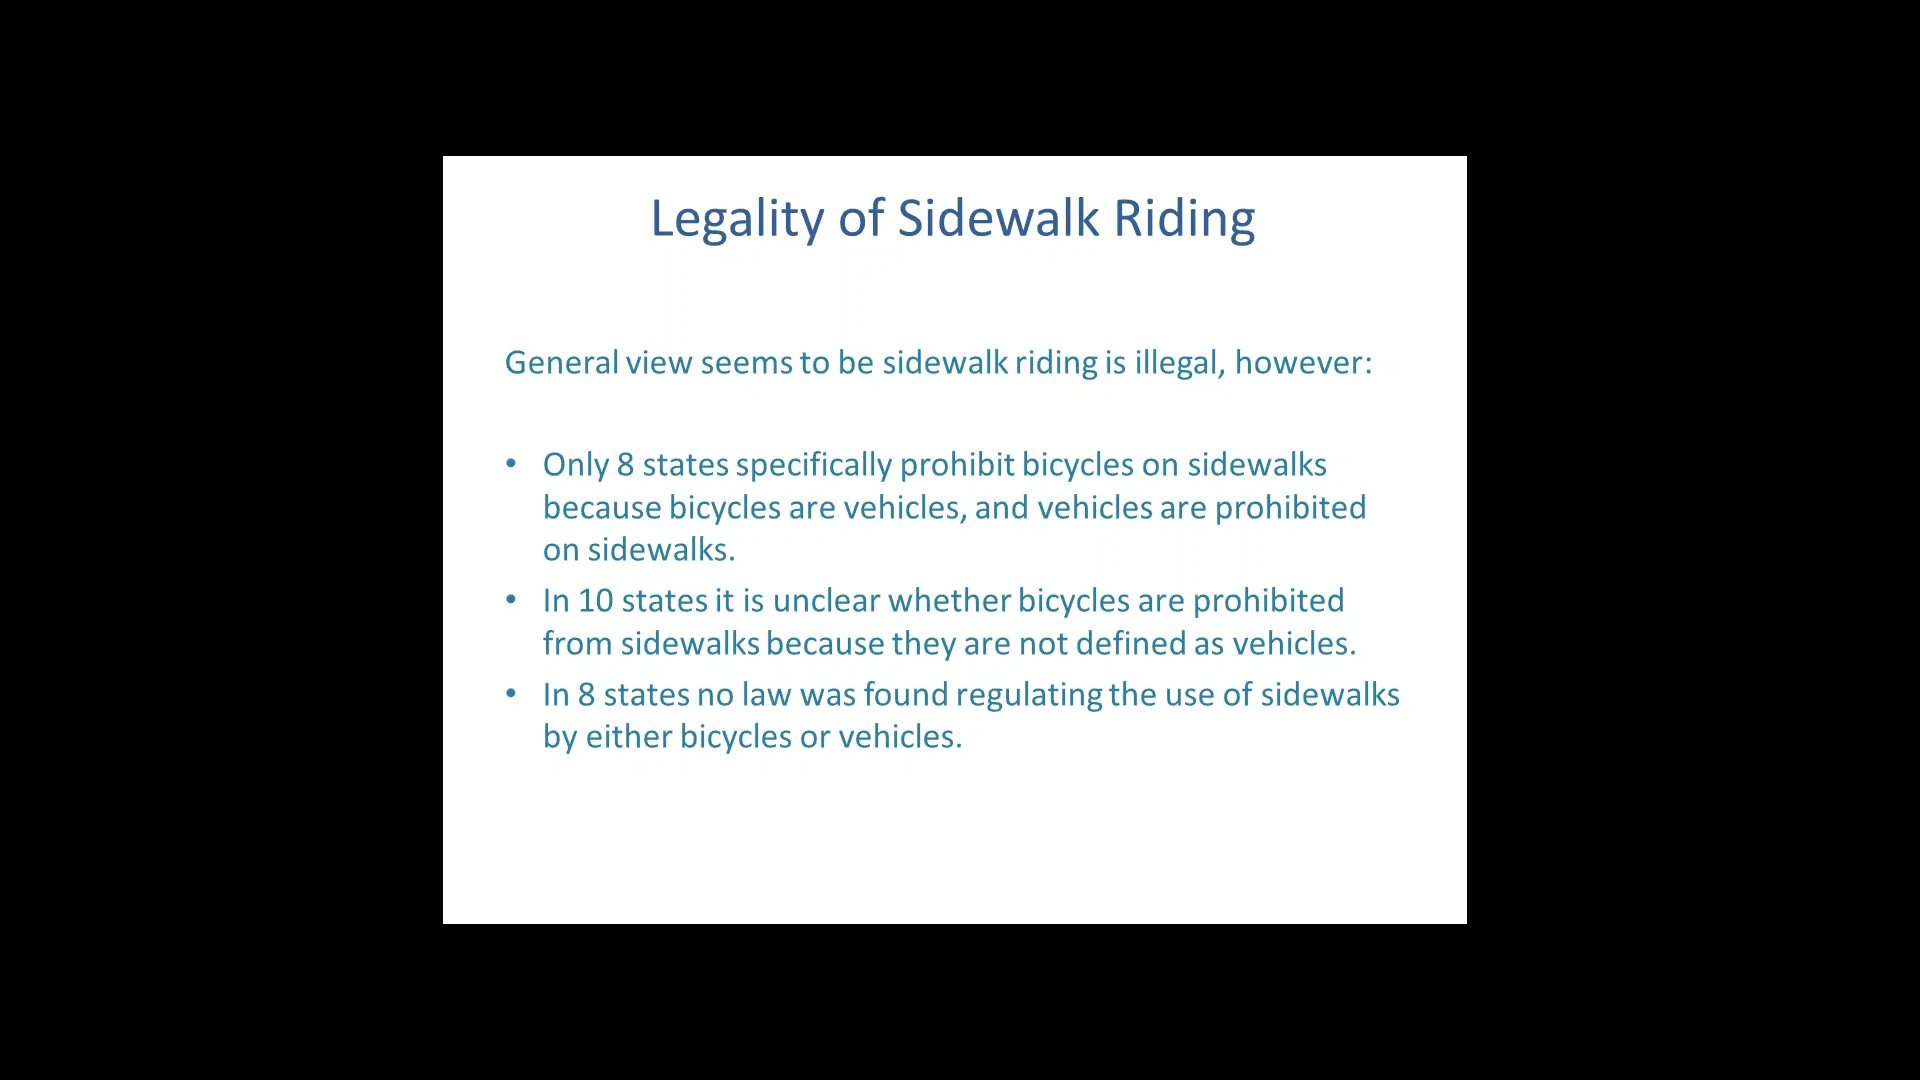 Legality of Sidewalk Riding
General view seems to be sidewalk riding is illegal, however:
• Only 8 states specifically prohibit bicycles on sidewalks
because bicycles are vehicles, and vehicles are prohibited
on sidewalks.
• In 10 states it is unclear whether bicycles are prohibited
from sidewalks because they are not defined as vehicles.
• In 8 states no law was found regulating the use of sidewalks
by either bicycles or vehicles.